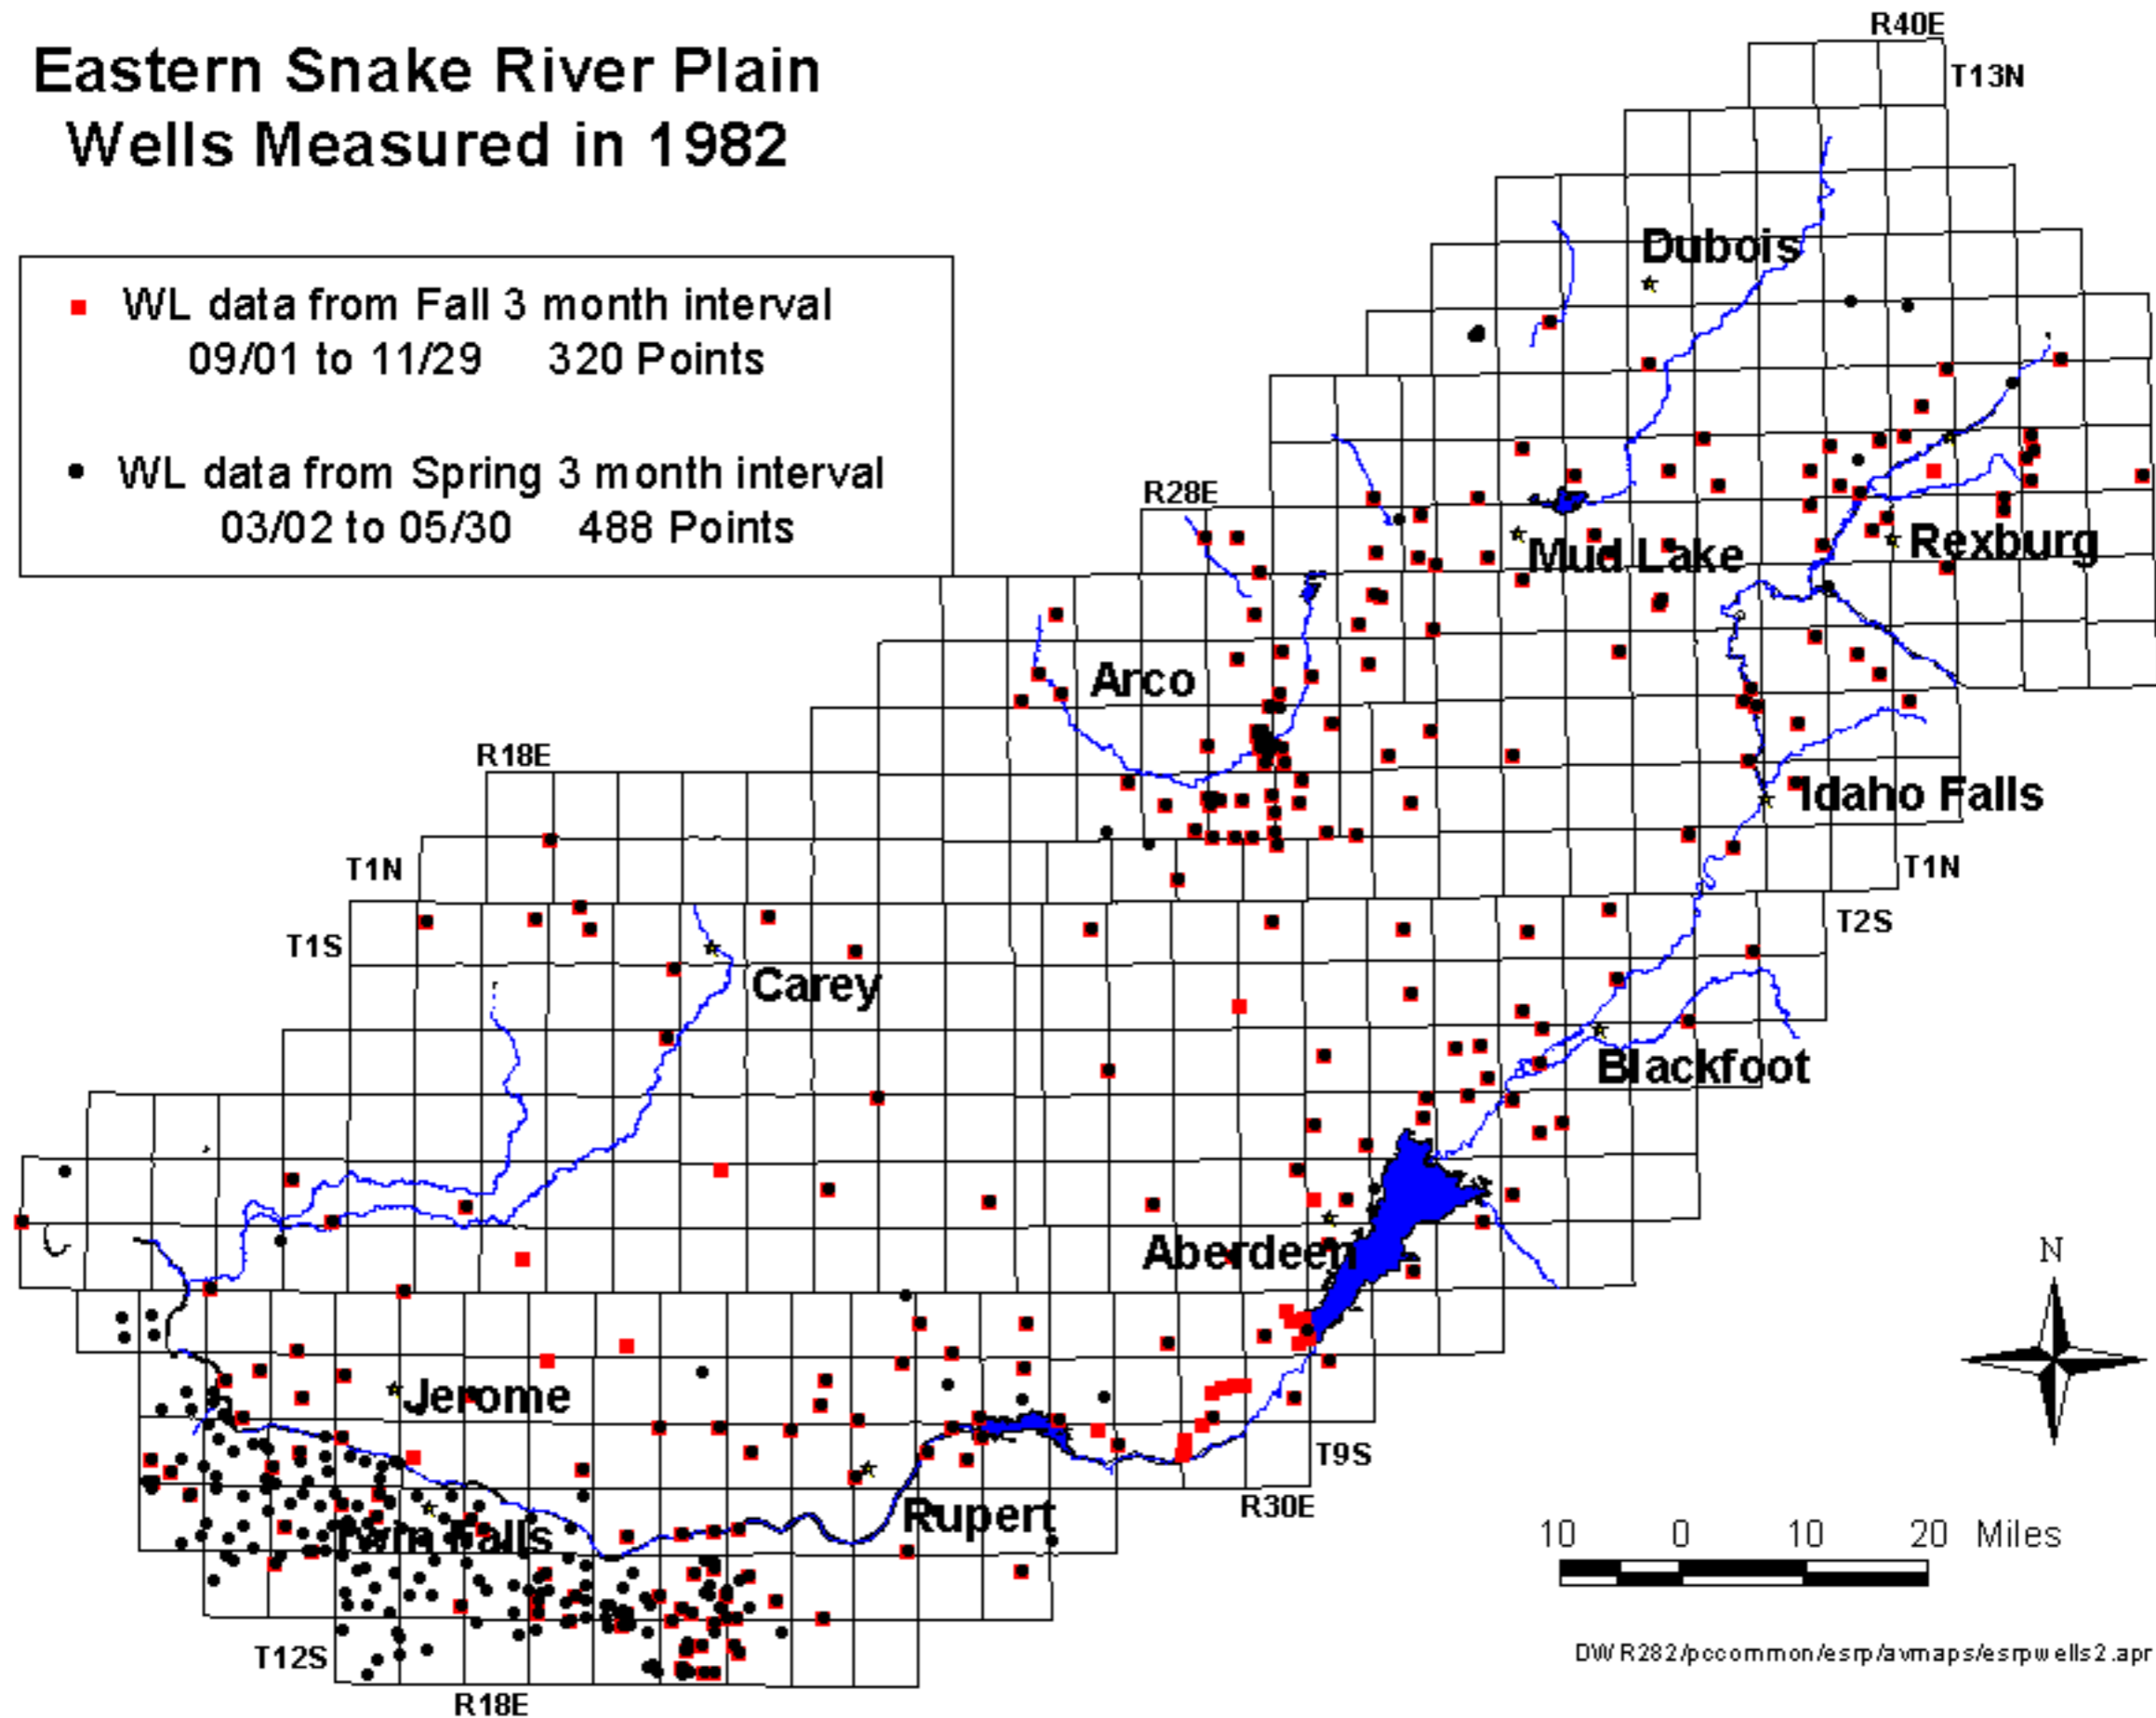 Eastern Snake River Plain
Wells Measured in 1982
WL data from Fall 3 month interval
09/01 to 11/29 320 Points
WL data from Spring 3 month interval
03/02 to 05/30 488 Points
R40E
T13N
Dubois
R28E
Mud Lake
Rexburg
Arco
R18E
Idaho Falls
T1N
T1N
T1S
T2S
Carey
Blackfoot
Aberdeen
N
Jerome
T9S
R30E
Rupert
Twin Falls
10 0 10 20 Miles
T12S
R18E
DWR282/pccommon/esrp/avmaps/esrpwells2.apr